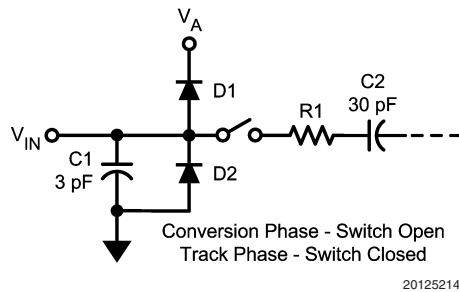 VA
D1
C2
30 pF
R1
VIN
C1
3 pF
D2
Conversion Phase - Switch Open
Track Phase - Switch Closed
20125214